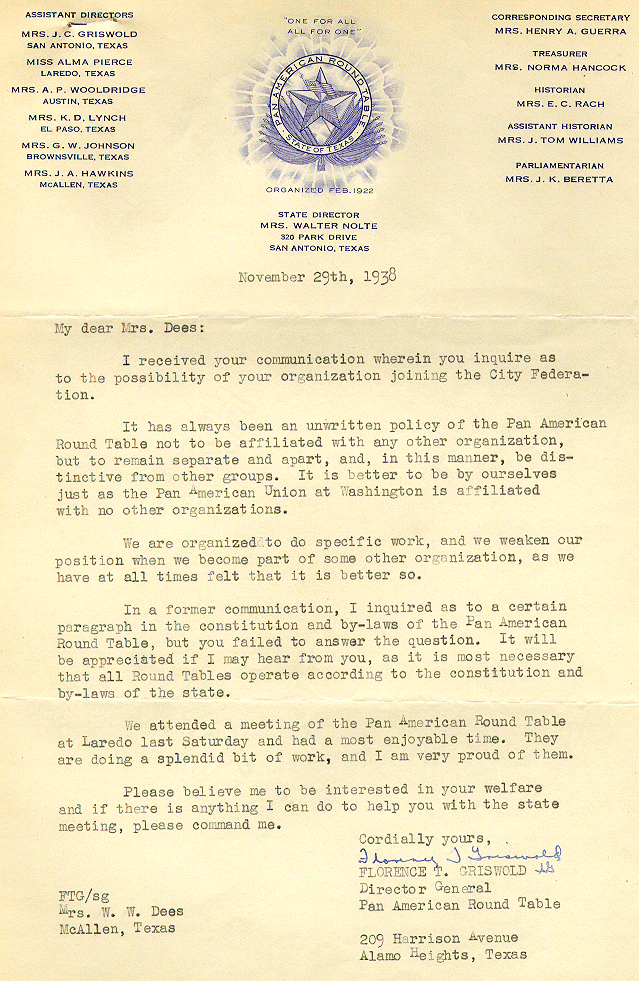 ASSISTANT DIRECTORS
MRS. J. C. GRISWOLD
SAN ANTONIO, TEXAS
MISS ALMA PIERCE
LAREDO, TEXAS
MRS. A. P. WOOLDRIDGE
AUSTIN, TEXAS
MRS. K. D. LYNCH
EL PASO, TEXAS
MRS. G. W. JOHNSON
BROWNSVILLE, TEXAS
MRS. J. A. HAWKINS
MCALLEN, TEXAS
"ONE FOR ALL
ALL FOR ONE"
PAN AMERICAN ROUND TABLE
STATE OF TEXAS
ORGANIZED FEB. 1922
STATE DIRECTOR
MRS. WALTER NOLTE
320 PARK DRIVE
SAN ANTONIO, TEXAS
CORRESPONDING SECRETARY
MRS. HENRY A. GUERRA
TREASURER
MRS. NORMA HANCOCK
HISTORIAN
MRS. E. C. RACH
ASSISTANT HISTORIAN
MRS. J. TOM WILLIAMS
PARLIAMENTARIAN
MRS. J. K. BERETTA
November 29th, 1938
My dear Mrs. Dees:
I received your communication wherein you inquire as
to the possibility of your organization joining the City Federa-
tion.
It has always been an unwritten policy of the Pan American
Round Table not to be affiliated with any other organization,
but to remain separate and apart, and, in this manner, be dis-
tinctive from other groups. It is better to be by ourselves
just as the Pan American Union at Washington is affiliated
with no other organizations.
We are organized to do specific work, and we weaken our
position when we become part of some other organization, as we
have at all times felt that it is better so.
In a former communication, I inquired as to a certain
paragraph in the constitution and by-laws of the Pan American
Round Table, but you failed to answer the question. It will
be appreciated if I may hear from you, as it is most necessary
that all Round Tables operate according to the constitution and
by-laws of the state.
We attended a meeting of the Pan American Round Table
at Laredo last Saturday and had a most enjoyable time. They
are doing a splendid bit of work, and I am very proud of them.
Please believe me to be interested in your welfare
and if there is anything I can do to help you with the state
meeting, please command me.
Cordially yours,
Florence T Griswold
FLORENCE T. GRISWOLD
Director General
Pan American Round Table
209 Harrison Avenue
Alamo Heights, Texas
FTG/sg
Mrs. W. W. Dees
McAllen, Texas